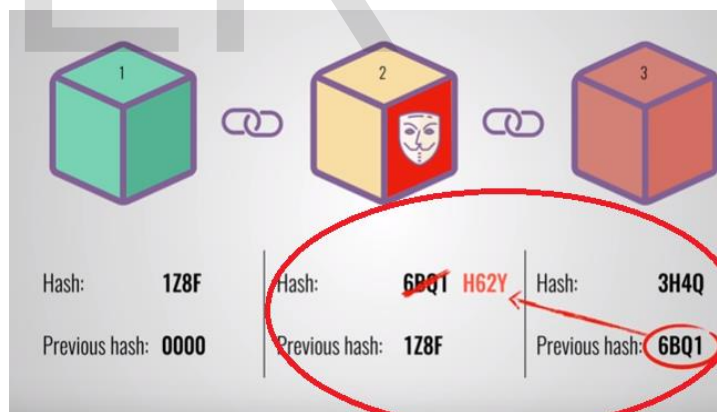 1
2
3
Hash: 1Z8F
Previous hash: 0000
Hash: 6BQ1 H62Y
Previous hash: 1Z8F
Hash: 3H4Q
Previous hash: 6BQ1